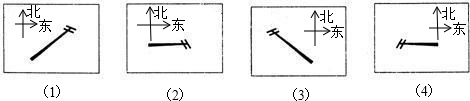 北 东 北 东 北 东 北 东
(1) (2) (3) (4)